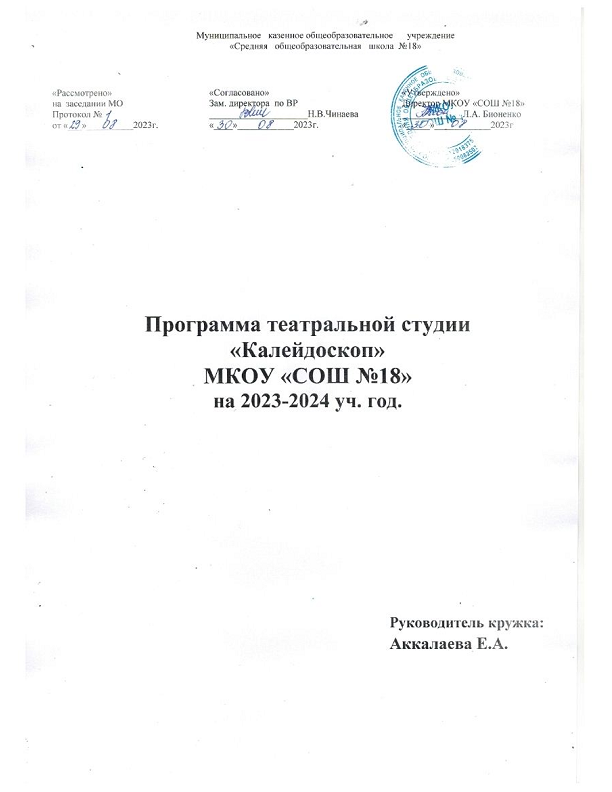 Муниципальное казенное общеобразовательное учреждение
«Средняя общеобразовательная школа №18»
«Рассмотрено»
на заседании МО
Протокол № 1
от «29» 08 2023г.
«Согласовано»
Зам. директора по ВР
Н.В.Чинаева
«30» 08 2023г.
«Утверждено»
Директор МКОУ «СОШ №18»
Л.А. Бионенко
«30» 08 2023г
Программа театральной студии
«Калейдоскоп»
МКОУ «СОШ №18»
на 2023-2024 уч. год.
Руководитель кружка:
Аккалаева Е.А.